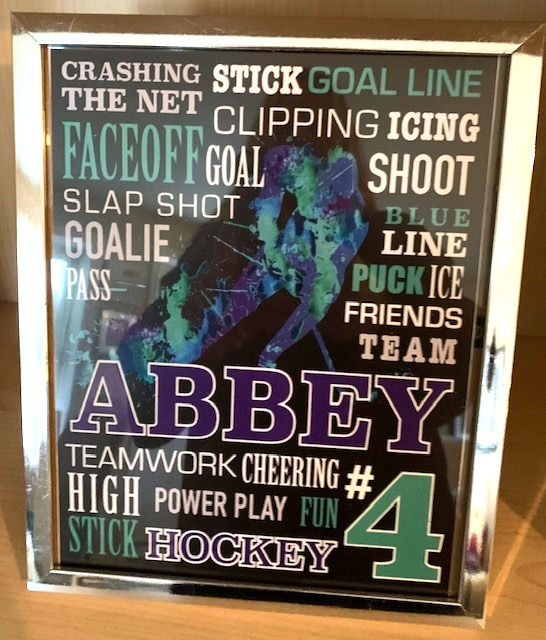 CRASHING
THE NET
STICK GOAL LINE
CLIPPING ICING
FACEOFF GOAL SHOOT
SLAP SHOT
BLUE
GOALIE
LINE
PASS
PUCK ICE
FRIENDS
TEAM
ABBEY
TEAMWORK CHEERING
HIGH POWER PLAY FUN
STICK HOCKEY
#4